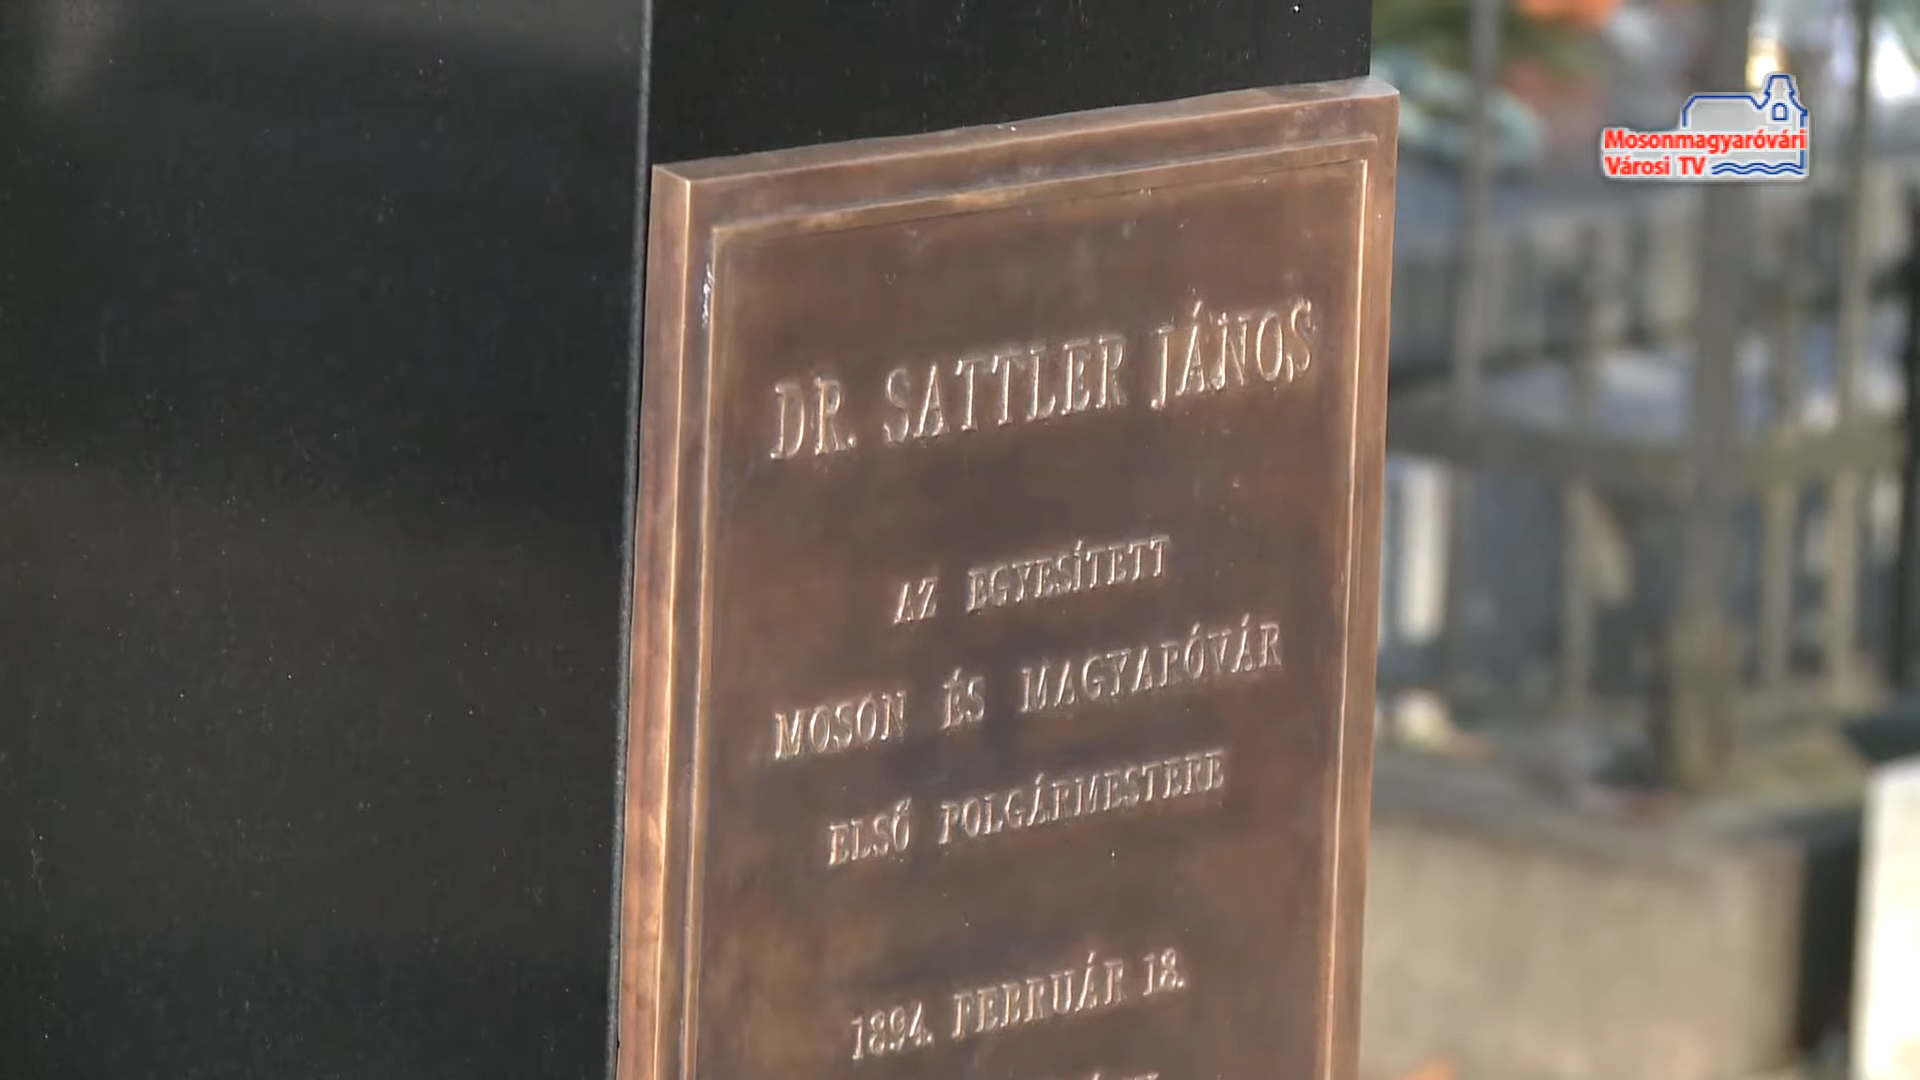 Mosonmagyaróvári
Városi TV
DR. SATTLER JÁNOS
AZ EGYESÍTETT
MOSON ÉS MAGYARÓVÁR
ELSŐ POLGÁRMESTERE
1894. FEBRUÁR 18.